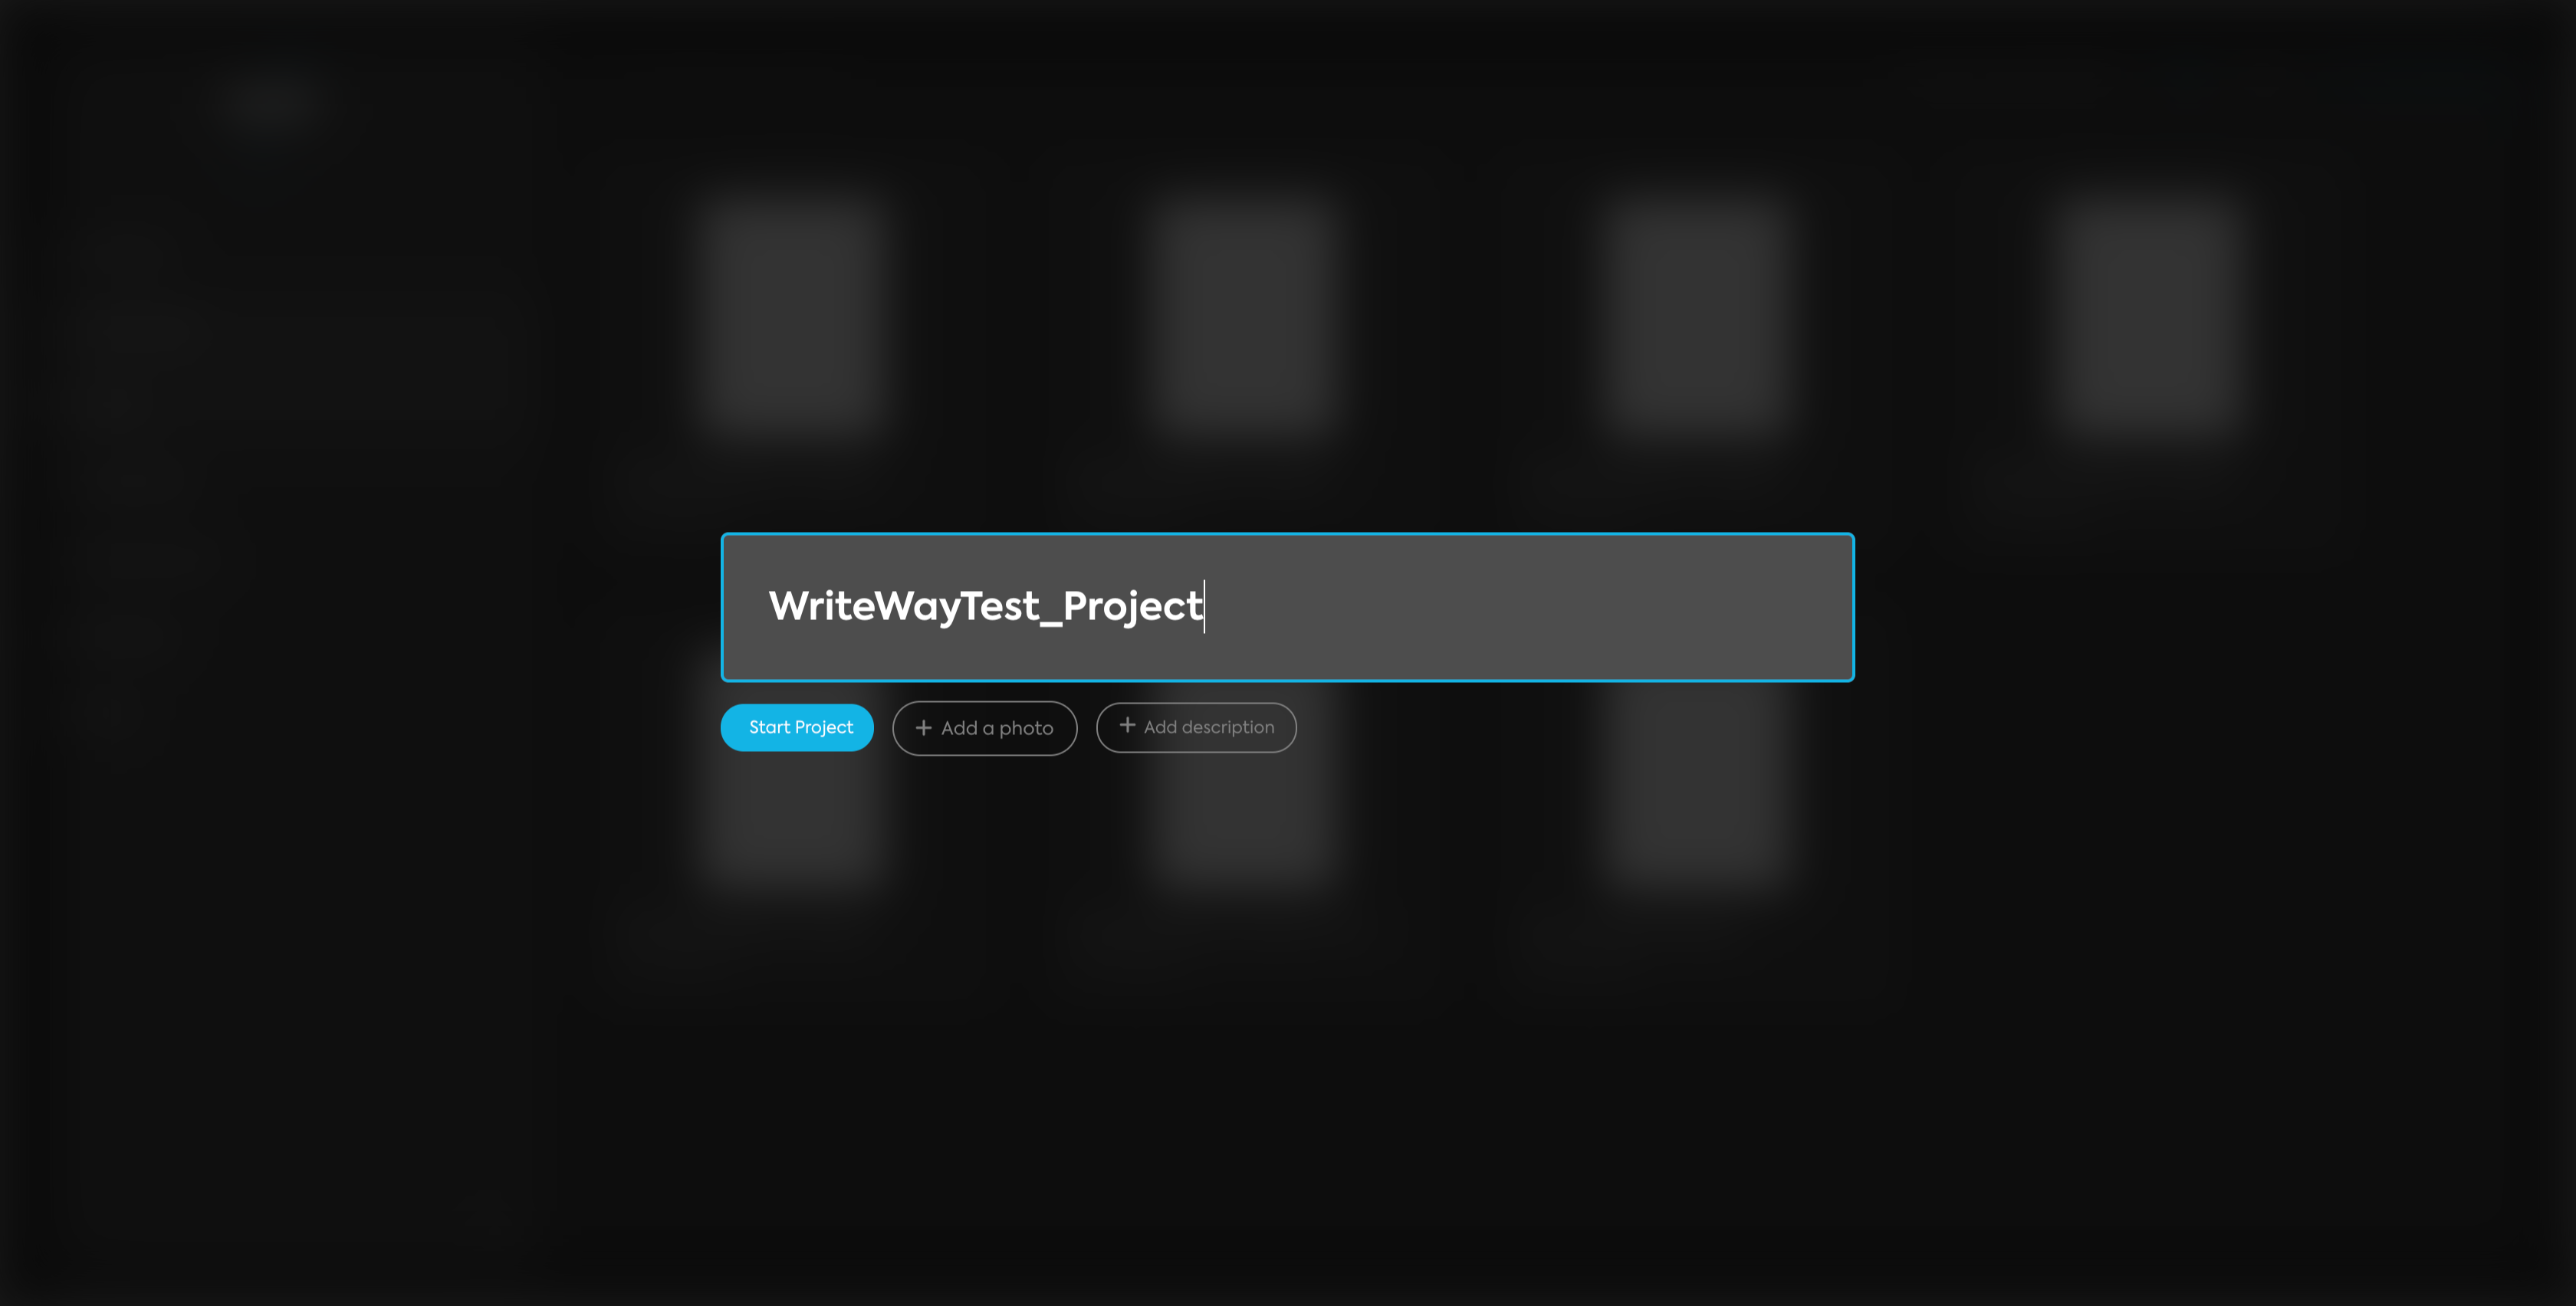 WriteWayTest_Project
Start Project
+ Add a photo
+ Add description